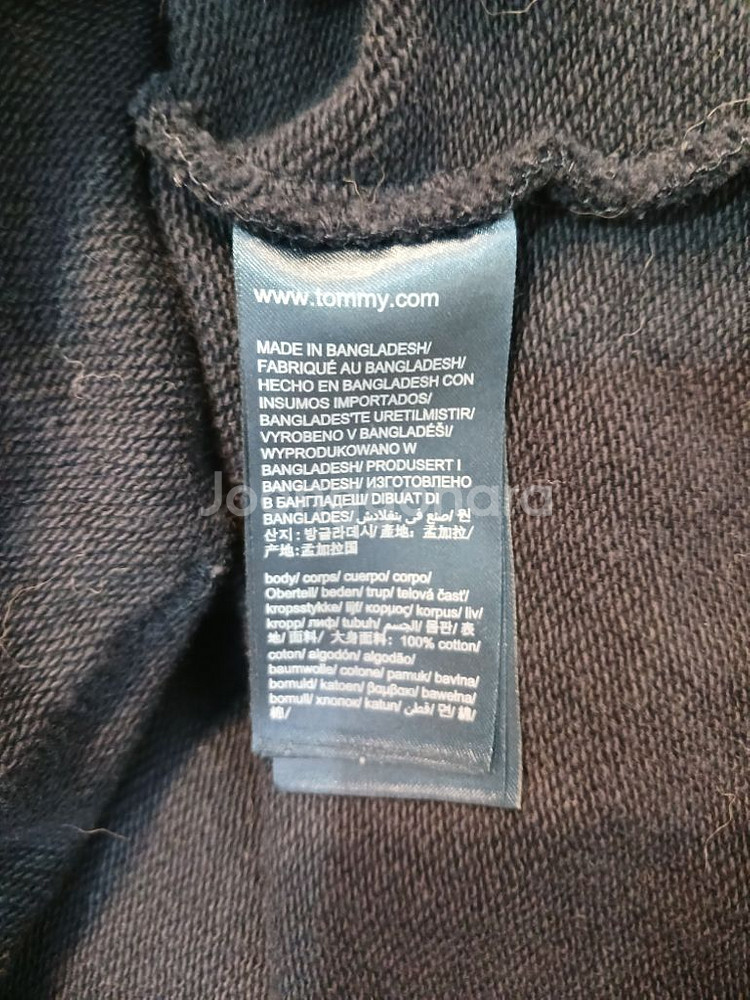 www.tommy.com
MADE IN BANGLADESH/
FABRIQUÉ AU BANGLADESH/
HECHO EN BANGLADESH CON
INSUMOS IMPORTADOS/
BANGLADES'TE URETILMISTIR/
VYROBENO V BANGLADÉŠI/
WYPRODUKOWANO W
BANGLADESH/ PRODUSERT I
BANGLADESH/ ИЗГОТОВЛЕНО
В БАНГЛАДЕШ/ DIBUAT DI
BANGLADES/ صنع في بنغلادش/ 원
산지 : 방글라데시/ 產地: 孟加拉/
产地:孟加拉国
body/ corps/ cuerpo/ corpo/
Oberteil/ beden/ trup/ telová časť/
kropsstykke/ lijf/ κορμος/ korpus/ liv/
kropp/ лиф/ tubuh/ الجسم/ 몸판/ 表
地/ 面料/ 大身面料: 100% cotton/
coton/ algodón/ algodão/
baumwolle/ cotone/ pamuk/ bavlna/
bomuld/ katoen/ βαμβακι/ bawełna/
bomull/ хлопок/ katun/ قطن/ 면/ 綿/
棉/